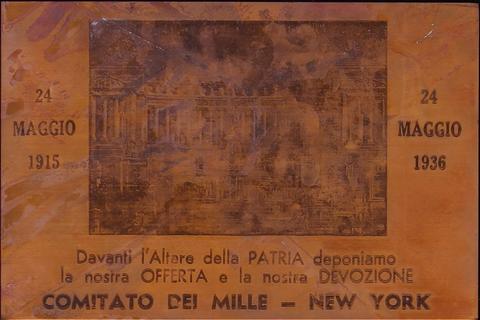 24
MAGGIO
1915
24
MAGGIO
1936
Davanti l'Altare della PATRIA deponiamo
la nostra OFFERTA e la nostra DEVOZIONE
COMITATO DEI MILLE – NEW YORK